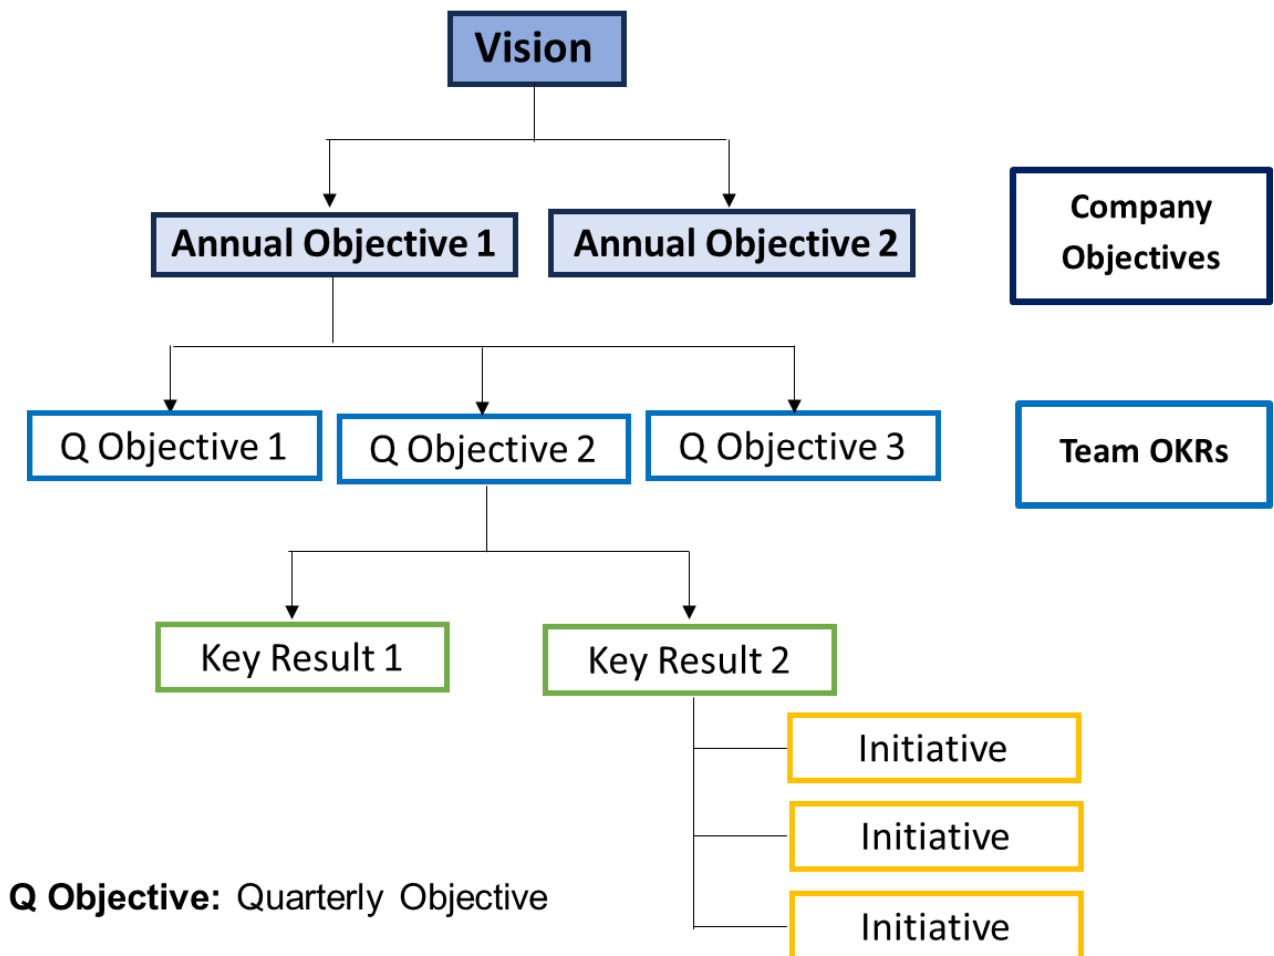 Vision
Annual Objective 1
Annual Objective 2
Company
Objectives
Q Objective 1
Q Objective 2
Q Objective 3
Team OKRs
Key Result 1
Key Result 2
Initiative
Initiative
Initiative
Q Objective: Quarterly Objective